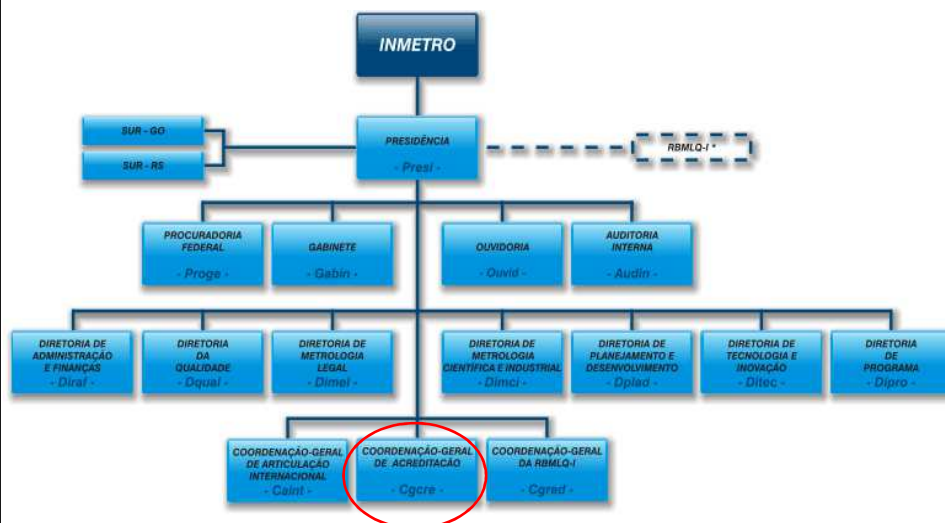 INMETRO
SUR - GO
SUR - RS
PRESIDÊNCIA
- Presi -
RBMLQ-I *
PROCURADORIA
FEDERAL
- Proge -
GABINETE
- Gabin -
OUVIDORIA
- Ouvid -
AUDITORIA
INTERNA
- Audin -
DIRETORIA DE
ADMINISTRAÇÃO
E FINANÇAS
- Diraf -
DIRETORIA
DA
QUALIDADE
- Dqual -
DIRETORIA DE
METROLOGIA
LEGAL
- Dimel -
DIRETORIA DE
METROLOGIA
CIENTÍFICA E INDUSTRIAL
- Dimci -
DIRETORIA DE
PLANEJAMENTO E
DESENVOLVIMENTO
- Dplad -
DIRETORIA DE
TECNOLOGIA E
INOVAÇÃO
- Ditec -
DIRETORIA
DE
PROGRAMA
- Dipro -
COORDENAÇÃO-GERAL
DE ARTICULAÇÃO
INTERNACIONAL
- Caint -
COORDENAÇÃO-GERAL
DE ACREDITACÃO
- Cgcre -
COORDENAÇÃO-GERAL
DA RBMLQ-I
- Cgred -